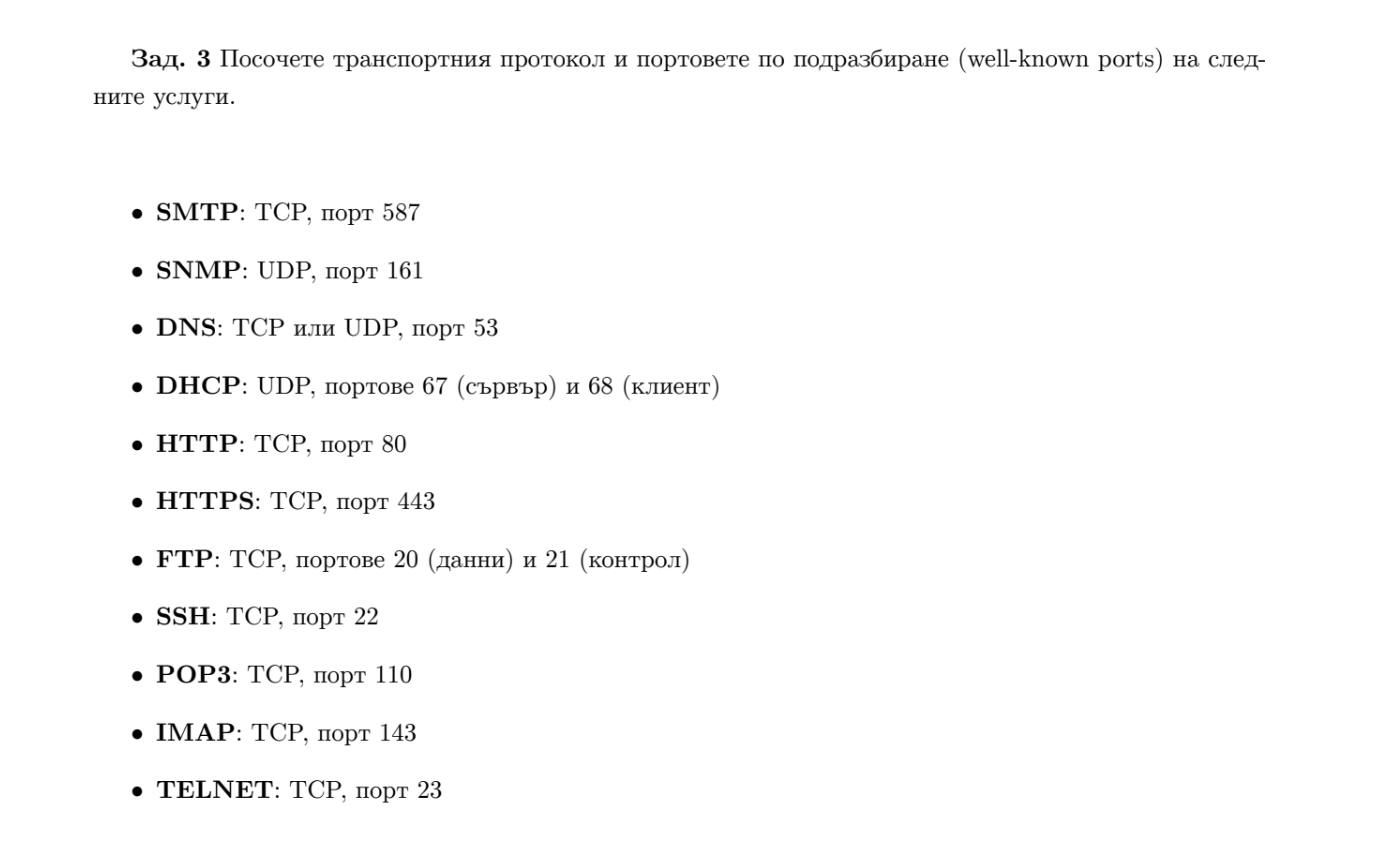 Зад. 3 Посочете транспортния протокол и портовете по подразбиране (well-known ports) на след-
ните услуги.
• SMTP: TCP, порт 587
• SNMP: UDP, порт 161
• DNS: TCP или UDP, порт 53
• DHCP: UDP, портове 67 (сървър) и 68 (клиент)
• HTTP: TCP, порт 80
• HTTPS: TCP, порт 443
• FTP: TCP, портове 20 (данни) и 21 (контрол)
• SSH: TCP, порт 22
• POP3: TCP, порт 110
• IMAP: TCP, порт 143
• TELNET: TCP, порт 23